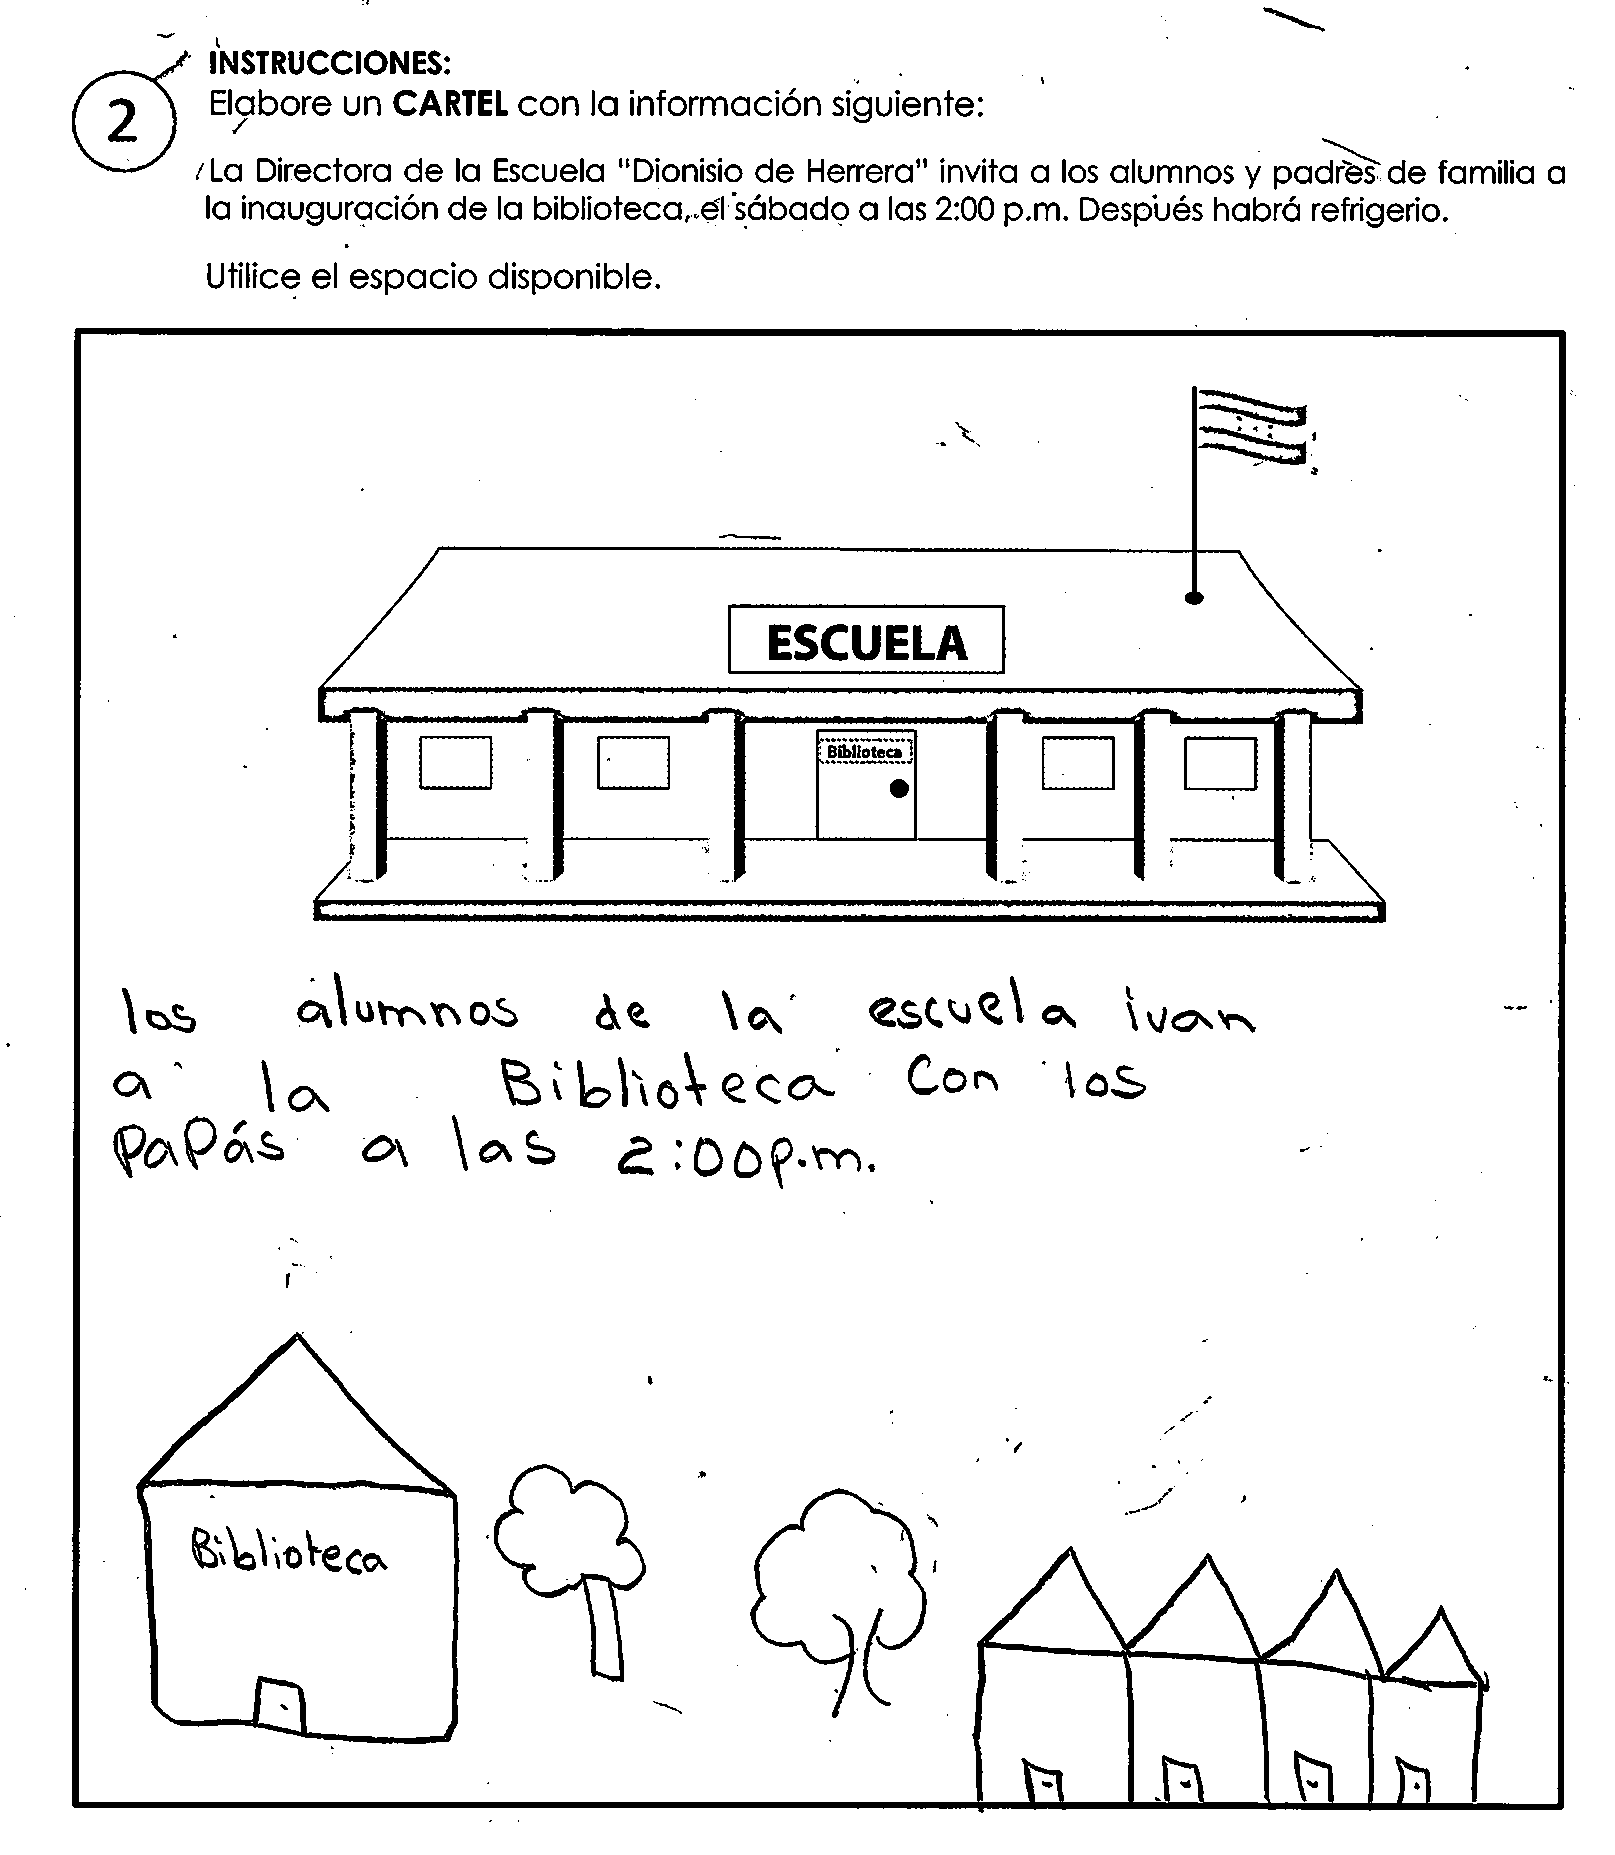 INSTRUCCIONES:
2
Elabore un CARTEL con la información siguiente:
La Directora de la Escuela "Dionisio de Herrera" invita a los alumnos y padres de familia a
la inauguración de la biblioteca, el sábado a las 2:00 p.m. Después habrá refrigerio.
Utilice el espacio disponible.
ESCUELA
Biblioteca
los alumnos de la escuela ivan
a la Biblioteca con los
PaPás a las 2:00p.m.
Biblioteca